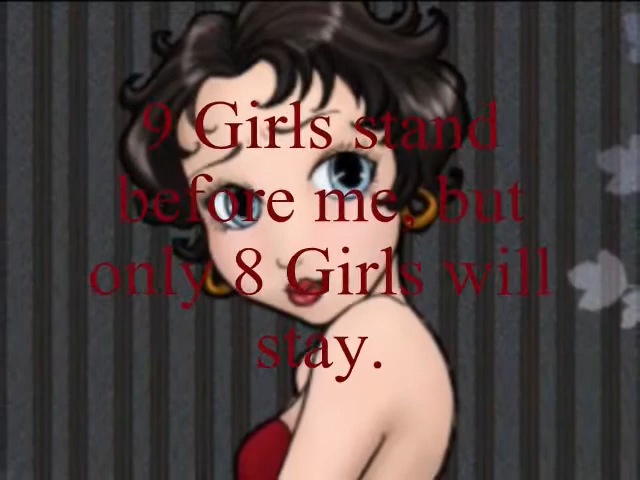 9 Girls stand
before me, but
only 8 Girls will
stay.